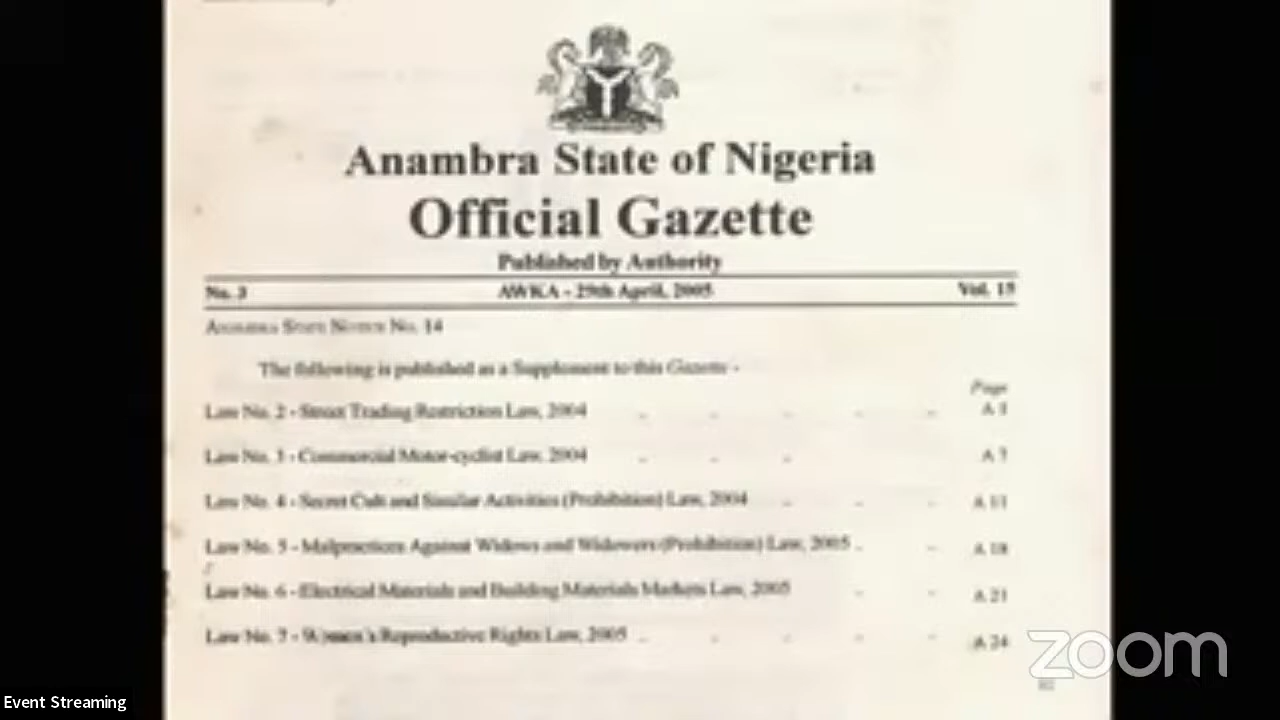 Anambra State of Nigeria
Official Gazette
Published by Authority
No. 3 AWKA - 25th April, 2005 Vol. 15
Anambra State Notice No. 14
The following is published as a Supplement to this Gazette -
Page
Law No. 2 - Street Trading Restriction Law, 2004
Law No. 3 - Commercial Motor-cyclist Law, 2004 A 7
Law No. 4 - Secret Cult and Similar Activities (Prohibition) Law, 2004 A 11
Law No. 5 - Malpractices Against Widows and Widowers (Prohibition) Law, 2005 A 18
Law No. 6 - Electrical Materials and Building Materials Markets Law, 2005 A 21
Law No. 7 - Women's Reproductive Rights Law, 2005 A 24
zoom
Event Streaming